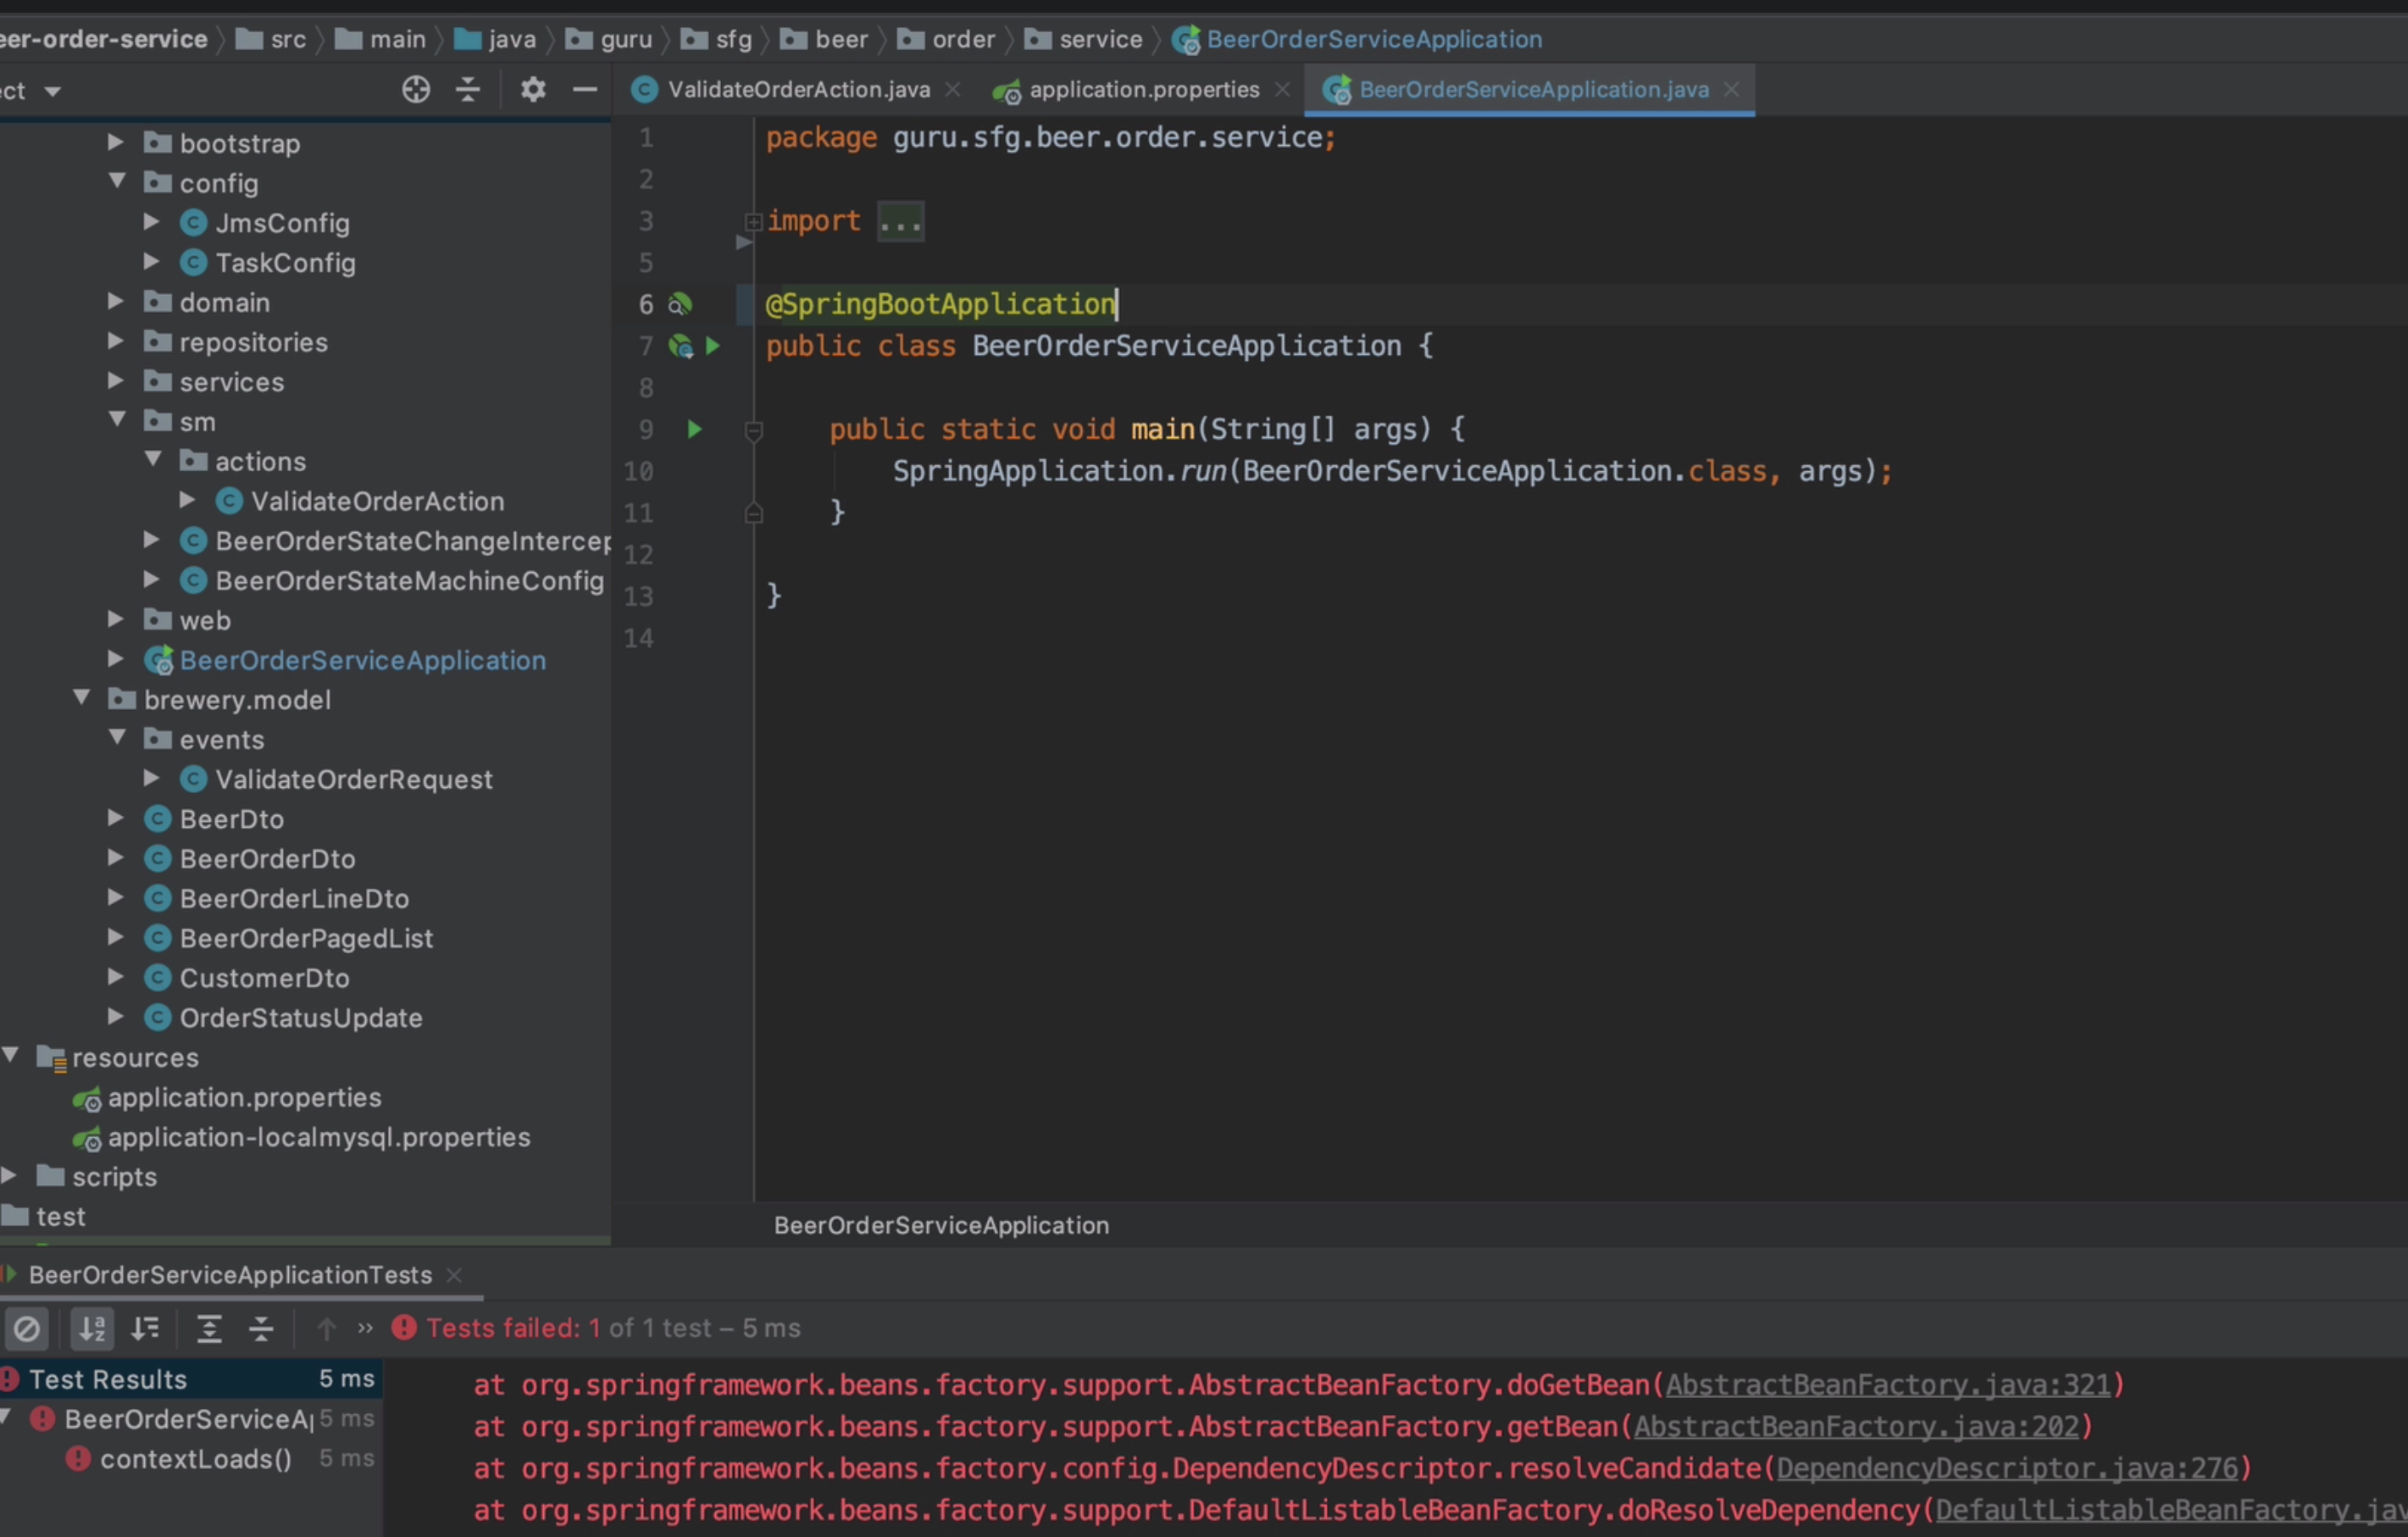 eer-order-service src main java guru sfg beer order service BeerOrderServiceApplication
ct
ValidateOrderAction.java application.properties BeerOrderServiceApplication.java
bootstrap
config
JmsConfig
TaskConfig
domain
repositories
services
sm
actions
ValidateOrderAction
BeerOrderStateChangeIntercep
BeerOrderStateMachineConfig
web
BeerOrderServiceApplication
brewery.model
events
ValidateOrderRequest
BeerDto
BeerOrderDto
BeerOrderLineDto
BeerOrderPagedList
CustomerDto
OrderStatusUpdate
resources
application.properties
application-localmysql.properties
scripts
test
1 package guru.sfg.beer.order.service;
2
3 import ...
5
6 @SpringBootApplication
7 public class BeerOrderServiceApplication {
8
9 public static void main(String[] args) {
10 SpringApplication.run(BeerOrderServiceApplication.class, args);
11 }
12
13 }
14
BeerOrderServiceApplication
BeerOrderServiceApplicationTests
Tests failed: 1 of 1 test – 5 ms
Test Results 5 ms
BeerOrderServiceAp 5 ms
contextLoads() 5 ms
at org.springframework.beans.factory.support.AbstractBeanFactory.doGetBean(AbstractBeanFactory.java:321)
at org.springframework.beans.factory.support.AbstractBeanFactory.getBean(AbstractBeanFactory.java:202)
at org.springframework.beans.factory.config.DependencyDescriptor.resolveCandidate(DependencyDescriptor.java:276)
at org.springframework.beans.factory.support.DefaultListableBeanFactory.doResolveDependency(DefaultListableBeanFactory.jav